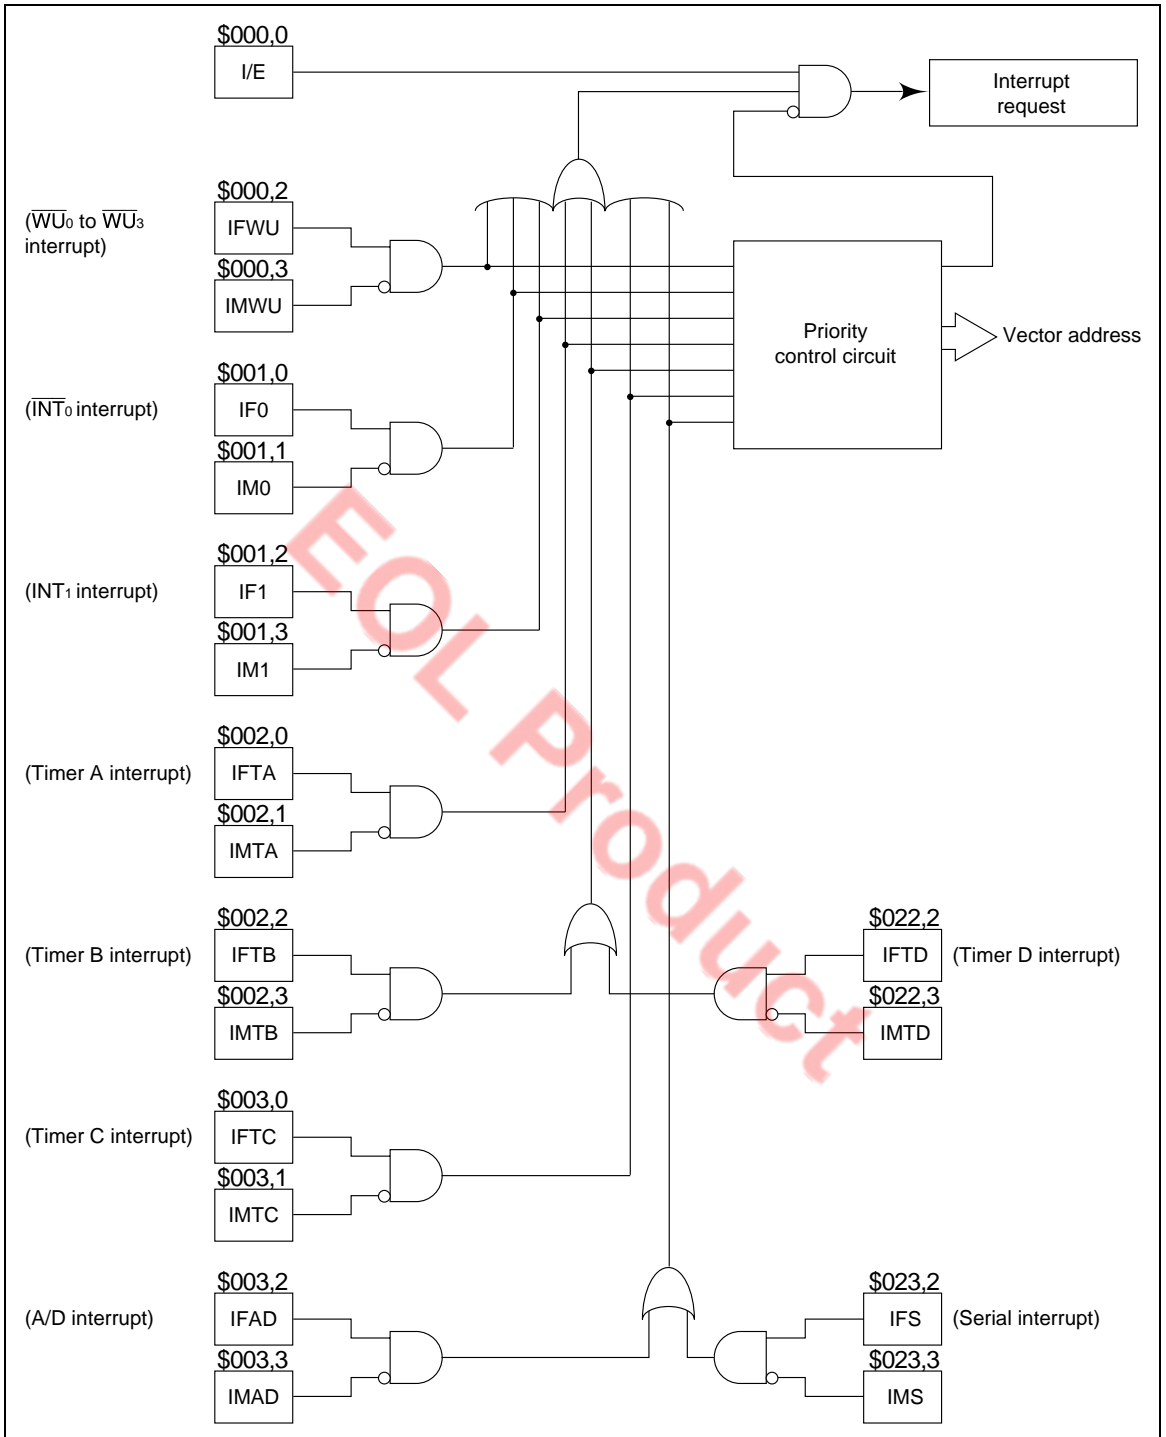 $000,0
I/E
Interrupt
request
$000,2
(W̅U̅₀ to W̅U̅₃
interrupt)
IFWU
$000,3
IMWU
Priority
control circuit
Vector address
$001,0
(I̅N̅T̅₀ interrupt)
IF0
$001,1
IM0
$001,2
(INT₁ interrupt)
IF1
$001,3
IM1
EOL Product
$002,0
(Timer A interrupt)
IFTA
$002,1
IMTA
$002,2
(Timer B interrupt)
IFTB
$002,3
IMTB
$022,2
IFTD
(Timer D interrupt)
$022,3
IMTD
$003,0
(Timer C interrupt)
IFTC
$003,1
IMTC
$003,2
(A/D interrupt)
IFAD
$003,3
IMAD
$023,2
IFS
(Serial interrupt)
$023,3
IMS